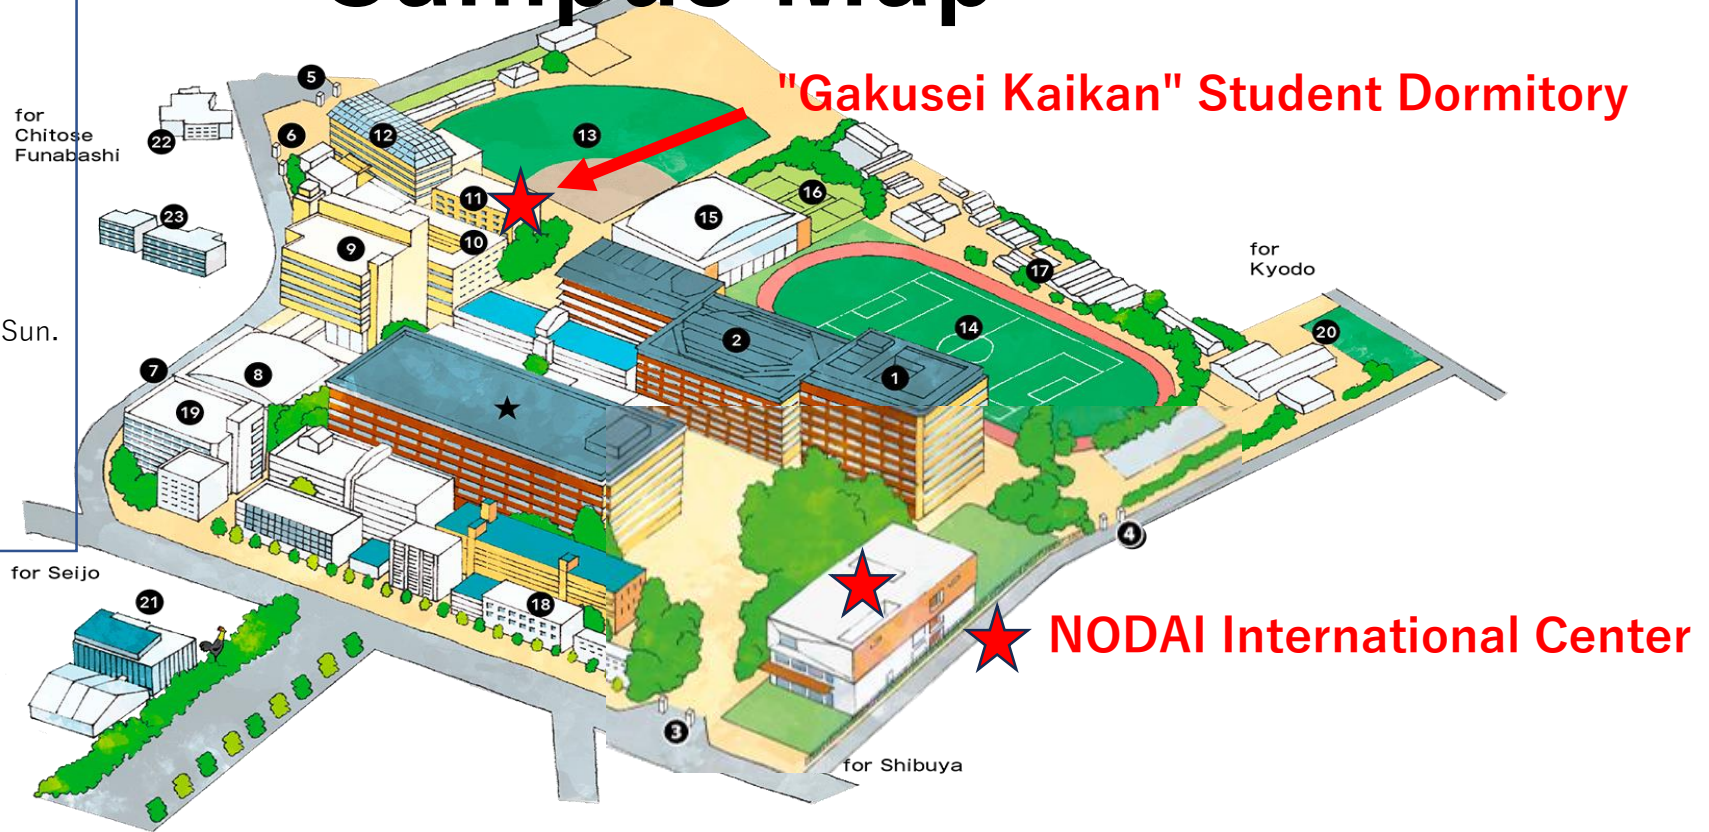 Campus Map
"Gakusei Kaikan" Student Dormitory
for
Chitose
Funabashi
5
22
6
12
13
11
16
15
23
9
10
for
Kyodo
17
Sun.
14
20
2
7
8
1
19
4
for Seijo
21
18
NODAI International Center
3
for Shibuya